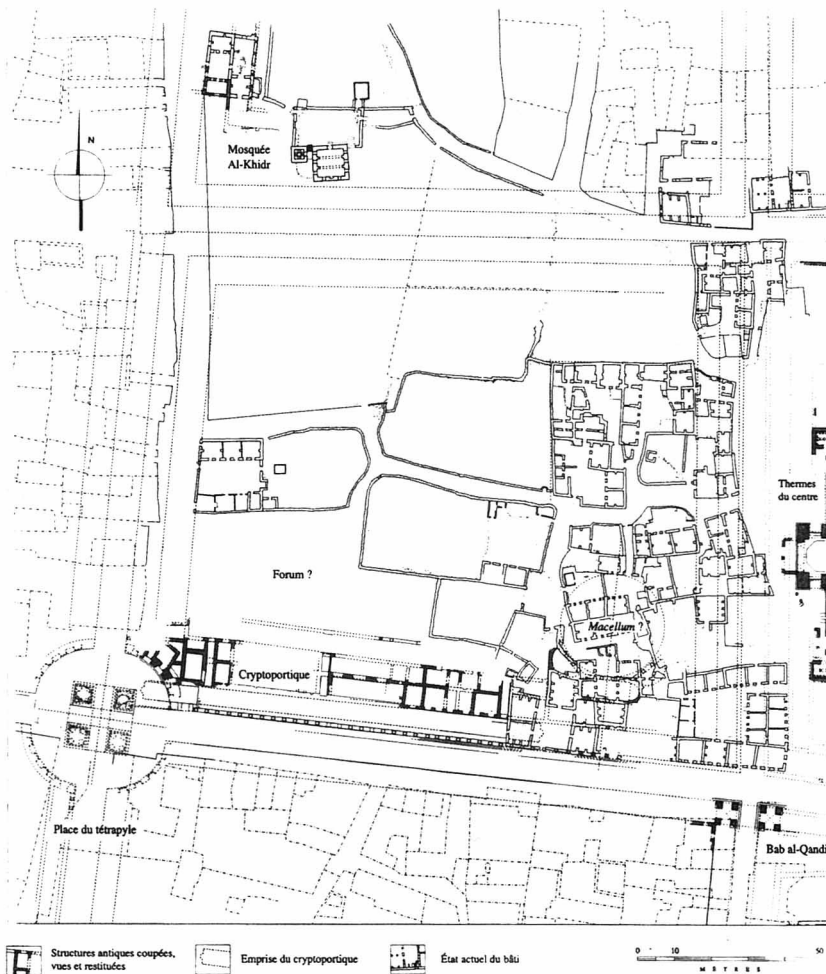 N
Mosquée
Al-Khidr
1
Thermes
du centre
Forum ?
Macellum ?
Cryptoportique
Place du tétrapyle
Bab al-Qandi
Structures antiques coupées,
vues et restituées
Emprise du cryptoportique
État actuel du bâti
0 10 50
MÈTRES